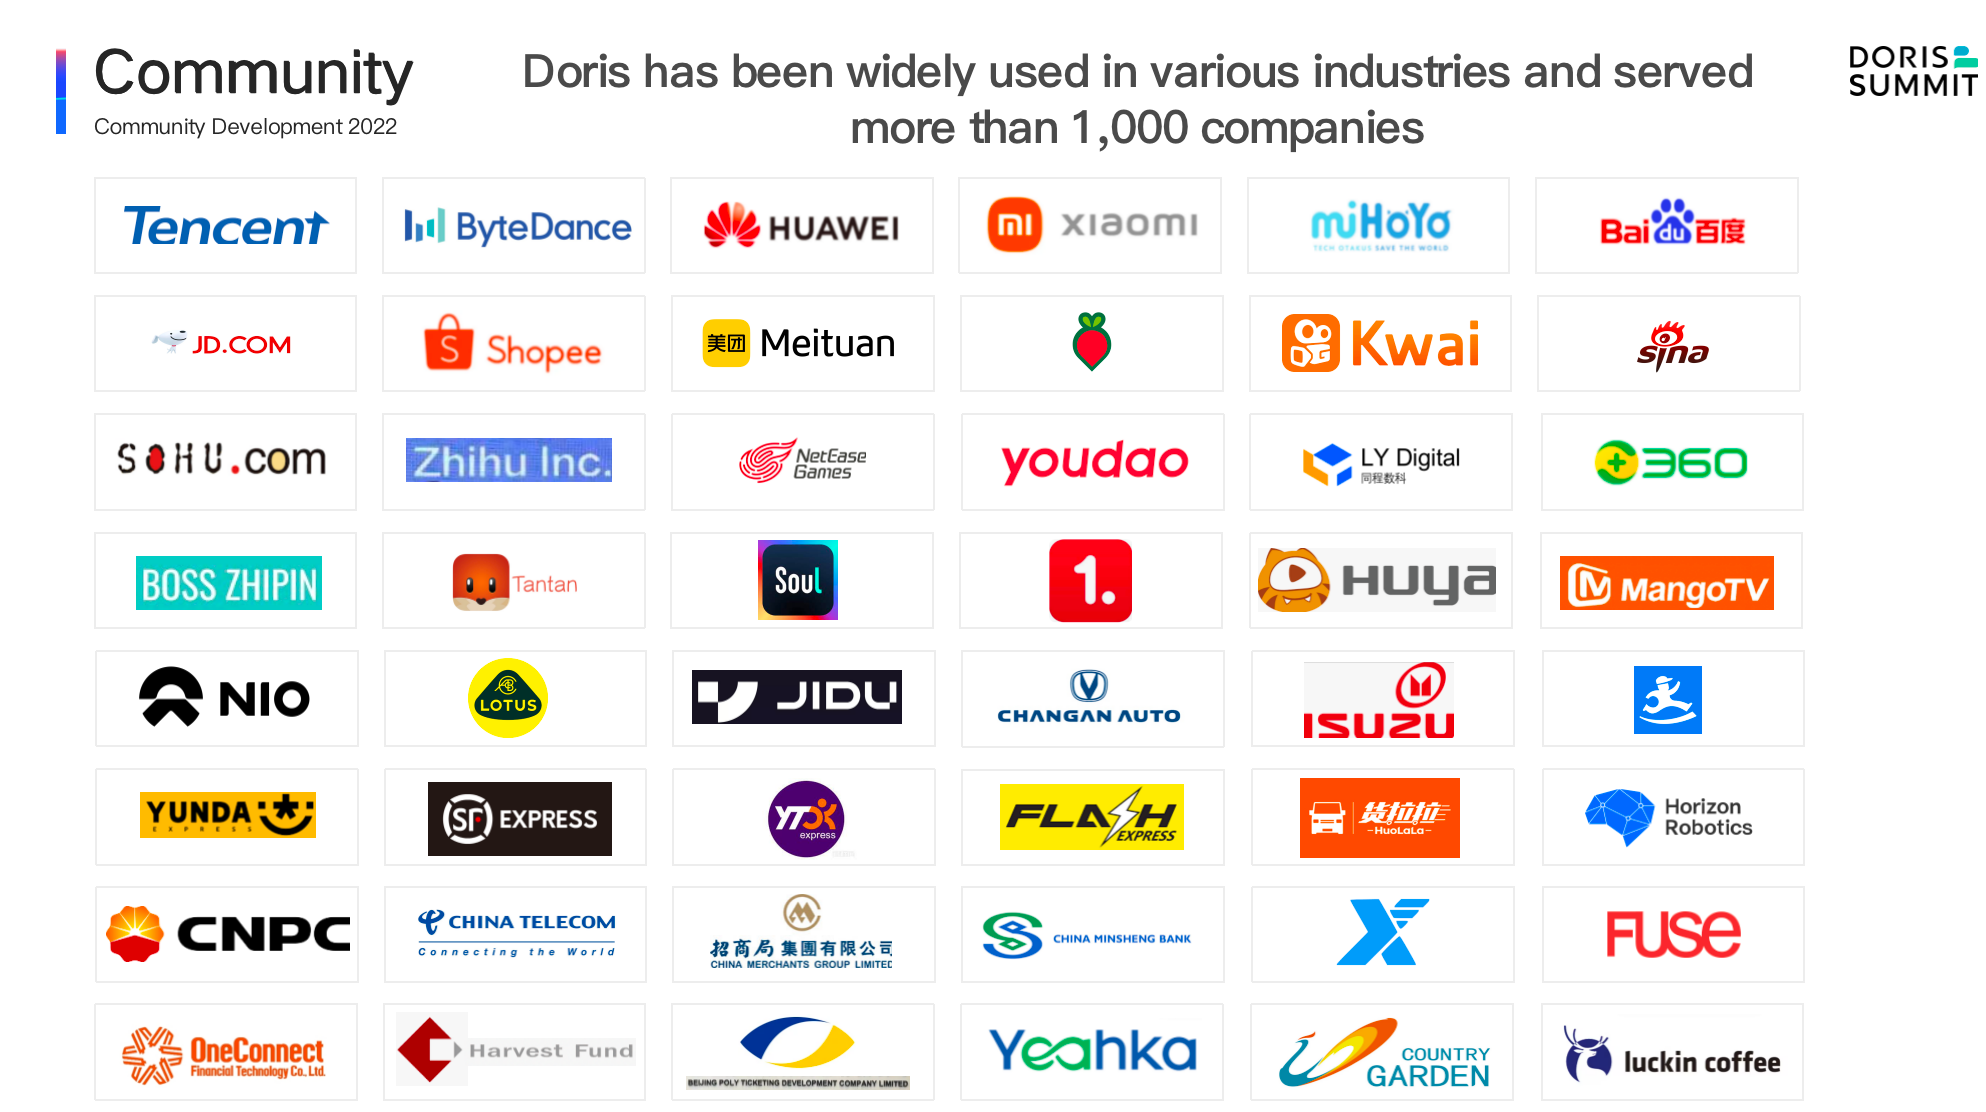 Community
Community Development 2022
Doris has been widely used in various industries and served
more than 1,000 companies
DORIS
SUMMIT
Tencent
ByteDance
HUAWEI
mi xiaomi
miHoYo
TECH OTAKUS SAVE THE WORLD
Bai du 百度
JD.COM
S Shopee
美团 Meituan
Kwai
sina
SOHU.com
Zhihu Inc.
NetEase
Games
youdao
LY Digital
同程数科
360
BOSS ZHIPIN
Tantan
Soul
1.
HUYA
MangoTV
NIO
LOTUS
JIDU
CHANGAN AUTO
ISUZU
YUNDA
EXPRESS
SF EXPRESS
YTO
express
FLASH
EXPRESS
货拉拉
HuoLaLa
Horizon
Robotics
CNPC
CHINA TELECOM
Connecting the World
招商局集團有限公司
CHINA MERCHANTS GROUP LIMITED
CHINA MINSHENG BANK
FUSe
OneConnect
Financial Technology Co., Ltd.
Harvest Fund
BEIJING POLY TICKETING DEVELOPMENT COMPANY LIMITED
Yeahka
COUNTRY
GARDEN
luckin coffee